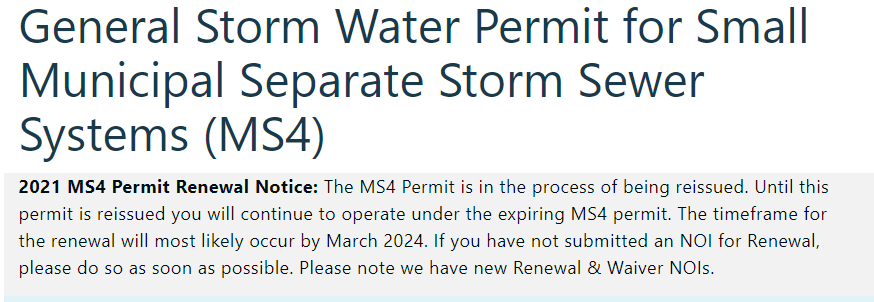 General Storm Water Permit for Small
Municipal Separate Storm Sewer
Systems (MS4)
2021 MS4 Permit Renewal Notice: The MS4 Permit is in the process of being reissued. Until this
permit is reissued you will continue to operate under the expiring MS4 permit. The timeframe for
the renewal will most likely occur by March 2024. If you have not submitted an NOI for Renewal,
please do so as soon as possible. Please note we have new Renewal & Waiver NOIs.